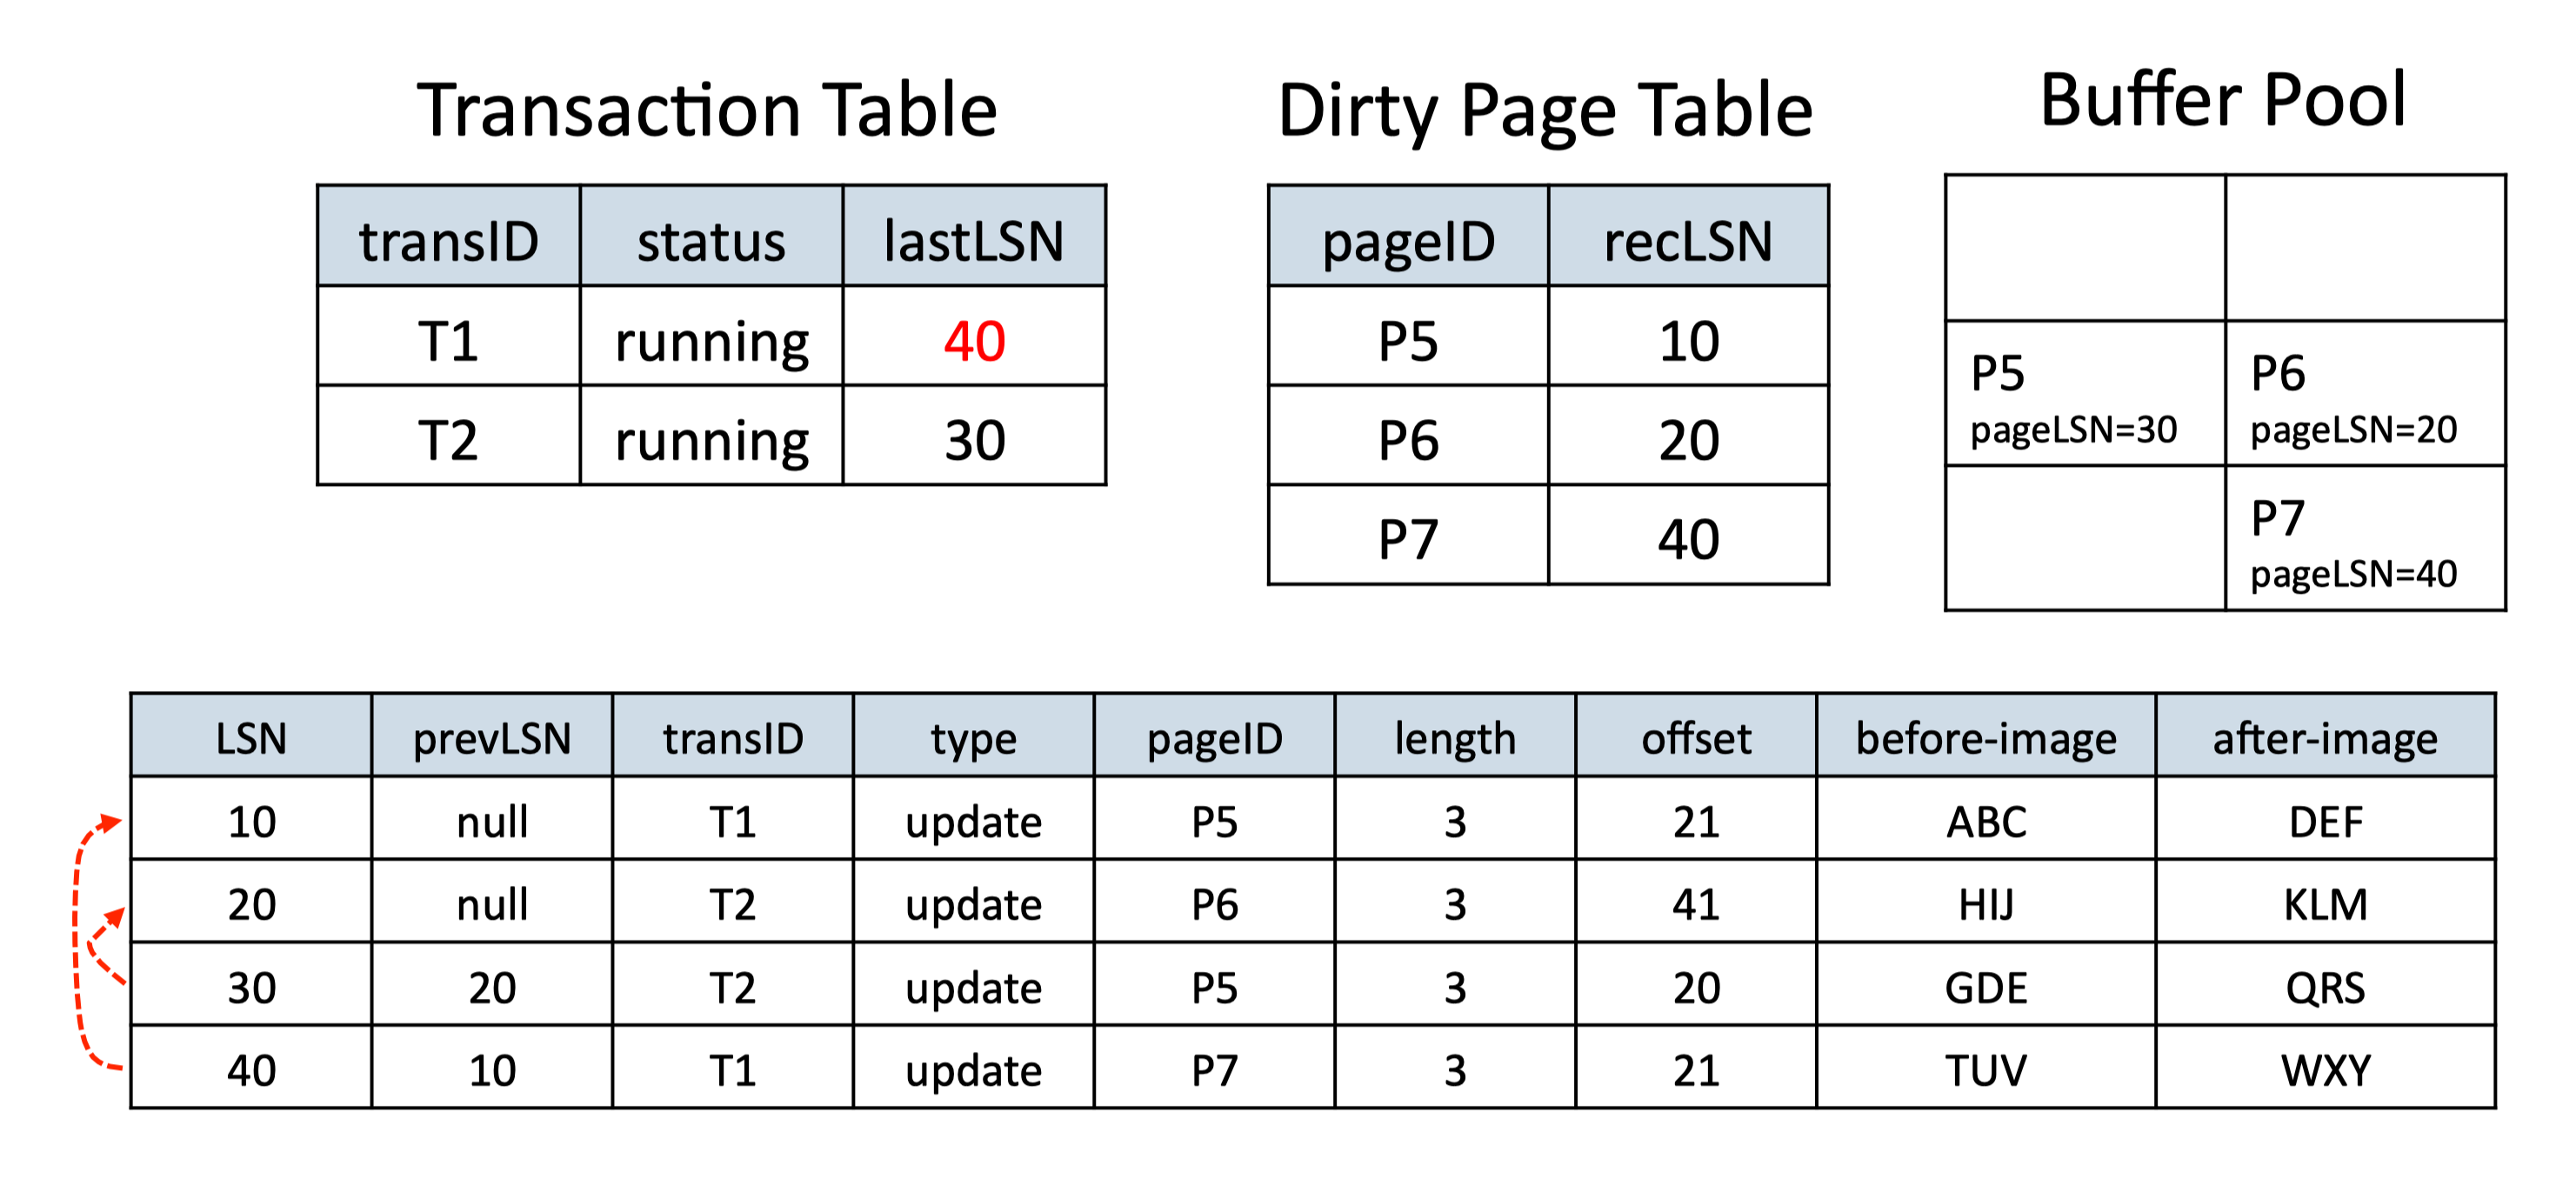 Transaction Table
transID status lastLSN
T1 running 40
T2 running 30
Dirty Page Table
pageID recLSN
P5 10
P6 20
P7 40
Buffer Pool
P5 P6
pageLSN=30 pageLSN=20
P7
pageLSN=40
LSN prevLSN transID type pageID length offset before-image after-image
10 null T1 update P5 3 21 ABC DEF
20 null T2 update P6 3 41 HIJ KLM
30 20 T2 update P5 3 20 GDE QRS
40 10 T1 update P7 3 21 TUV WXY